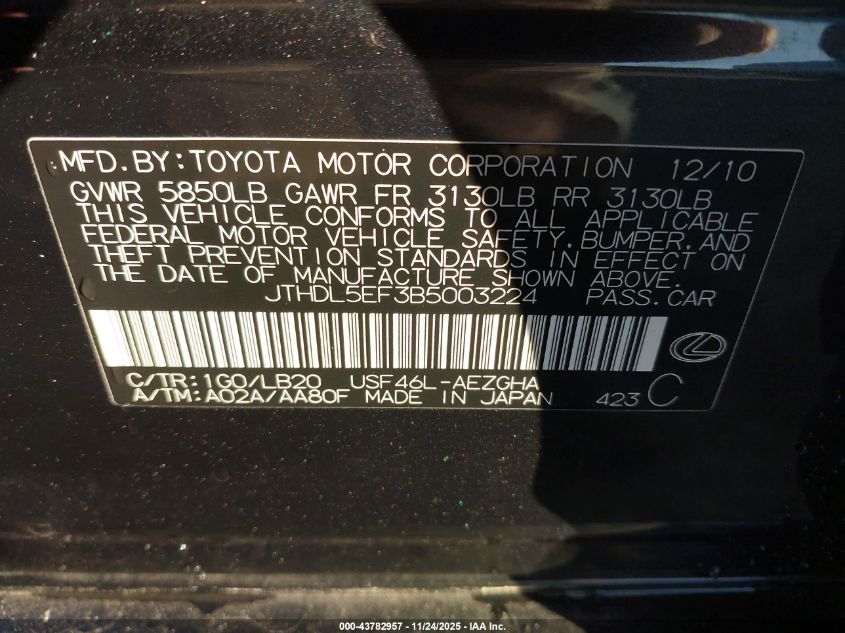 MFD.BY:TOYOTA MOTOR CORPORATION 12/10
GVWR 5850LB GAWR FR 3130LB RR 3130LB
THIS VEHICLE CONFORMS TO ALL APPLICABLE
FEDERAL MOTOR VEHICLE SAFETY, BUMPER, AND
THEFT PREVENTION STANDARDS IN EFFECT ON
THE DATE OF MANUFACTURE SHOWN ABOVE.
JTHDL5EF3B5003224 PASS.CAR
C/TR:1G0/LB20 USF46L-AEZGHA
A/TM:A02A/AA80F MADE IN JAPAN 423 C
000-43782957 - 11/24/2025 - IAA Inc.